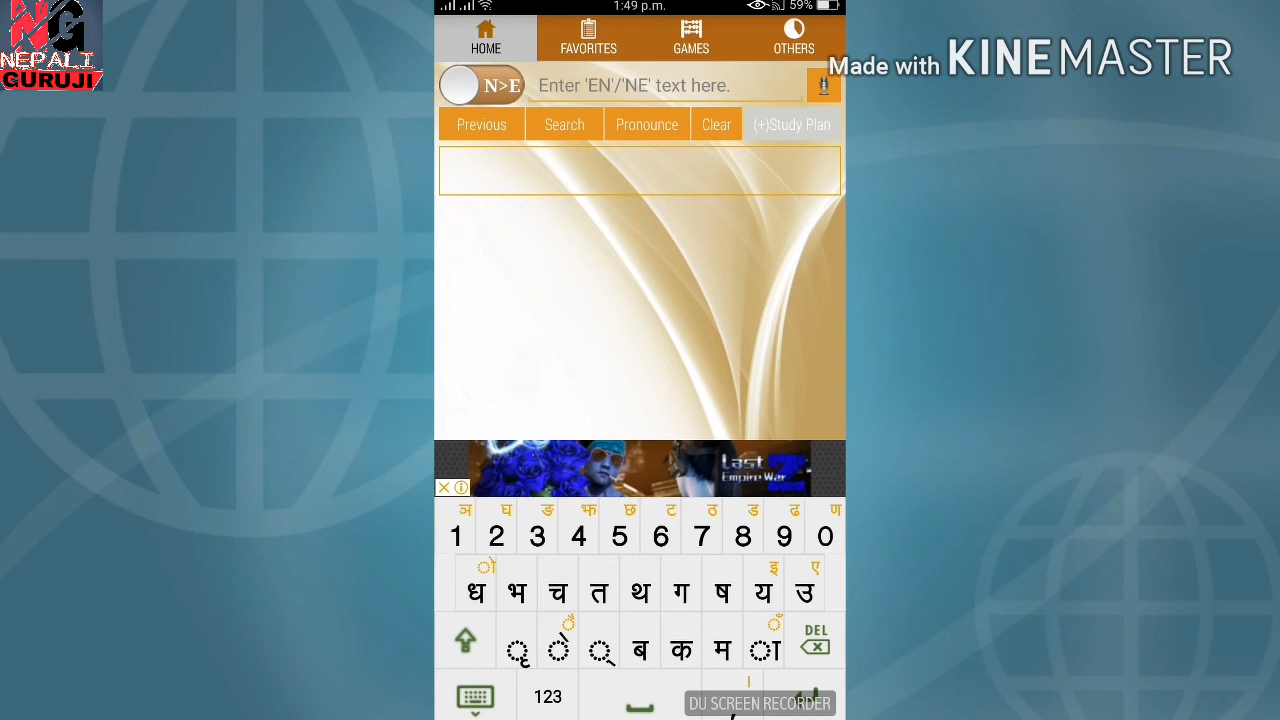 1:49 p.m.
59%
NG
NEPALI
GURUJI
HOME
FAVORITES
GAMES
OTHERS
Made with KINEMASTER
N>E
Enter 'EN'/'NE' text here.
Previous
Search
Pronounce
Clear
(+)Study Plan
Last
Empire War
Z
ञ घ ङ झ छ ट ठ ड ढ ण
1 2 3 4 5 6 7 8 9 0
ो इ ए
ध भ च त थ ग ष य उ
ै ँ DEL
ृ े ् ब क म ा
।
123 ,
DU SCREEN RECORDER